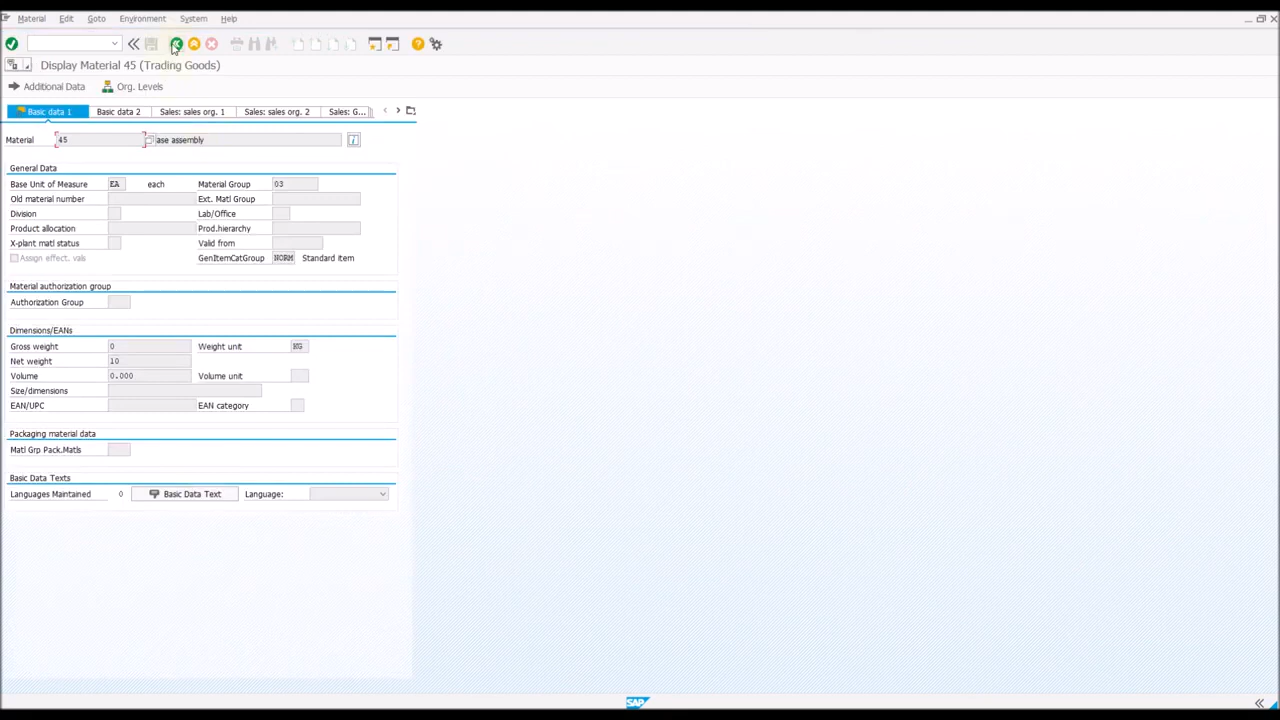 Material Edit Goto Environment System Help
Display Material 45 (Trading Goods)
Additional Data Org. Levels
Basic data 1 Basic data 2 Sales: sales org. 1 Sales: sales org. 2 Sales: G...
Material 45 ase assembly
General Data
Base Unit of Measure EA each Material Group 03
Old material number Ext. Matl Group
Division Lab/Office
Product allocation Prod.hierarchy
X-plant matl status Valid from
Assign effect. vals GenItemCatGroup NORM Standard item
Material authorization group
Authorization Group
Dimensions/EANs
Gross weight 0 Weight unit KG
Net weight 10
Volume 0.000 Volume unit
Size/dimensions
EAN/UPC EAN category
Packaging material data
Matl Grp Pack.Matls
Basic Data Texts
Languages Maintained 0 Basic Data Text Language:
SAP